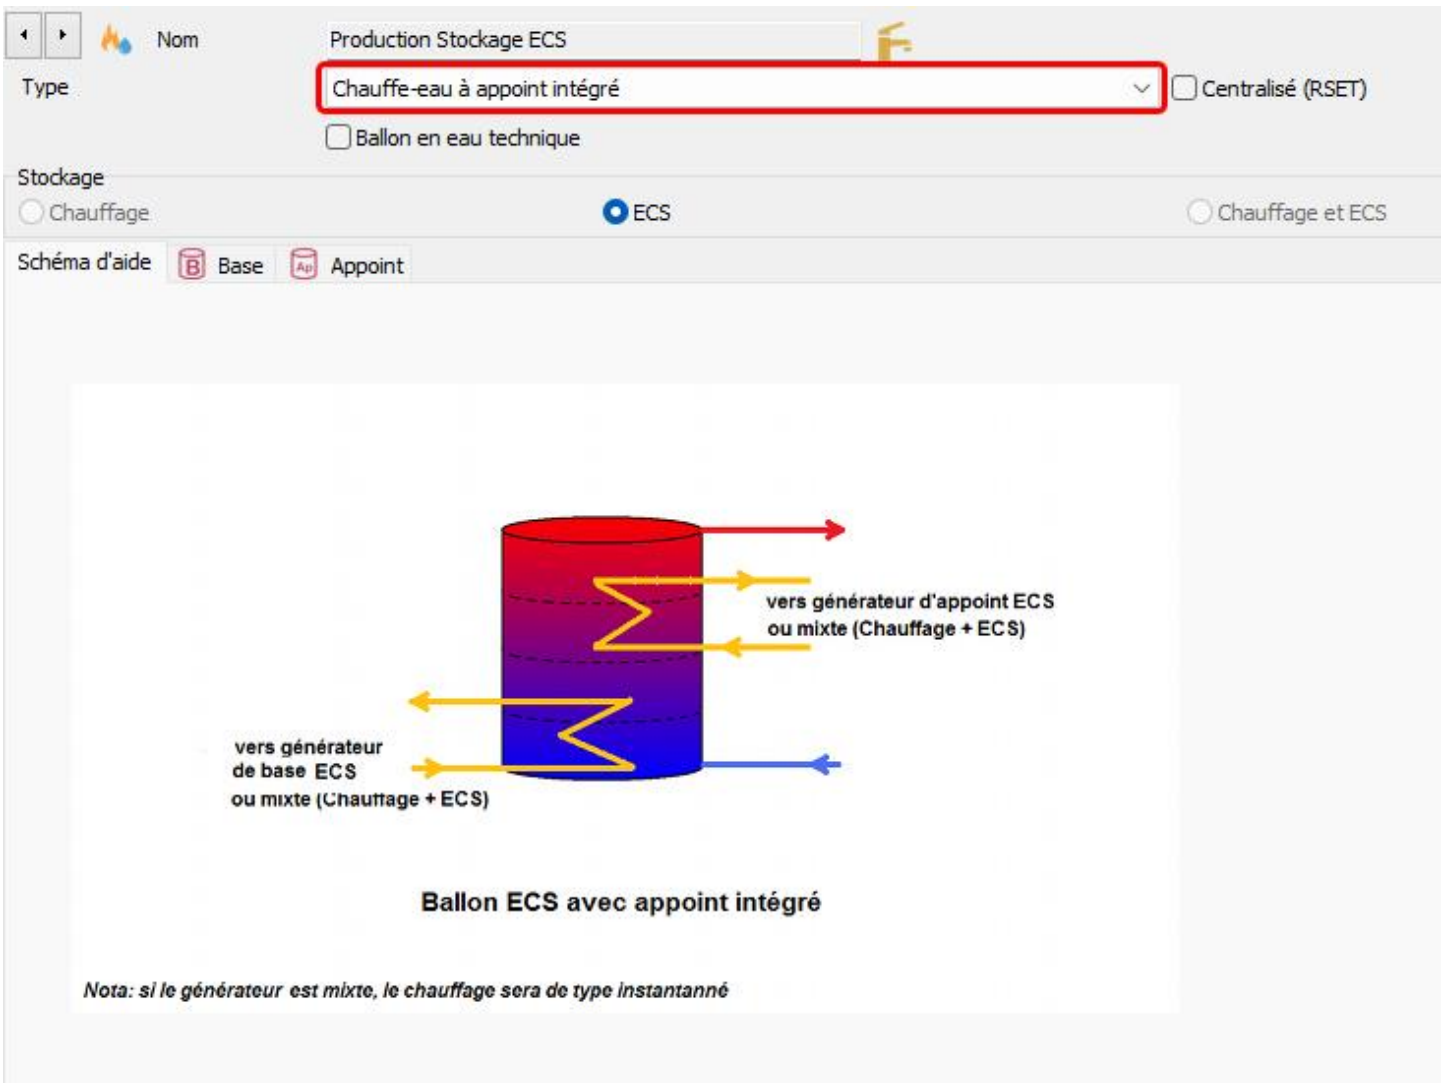 Nom
Production Stockage ECS
Type
Chauffe-eau à appoint intégré
Centralisé (RSET)
Ballon en eau technique
Stockage
Chauffage
ECS
Chauffage et ECS
Schéma d'aide
B
Base
Ap
Appoint
vers générateur d'appoint ECS
ou mixte (Chauffage + ECS)
vers générateur
de base ECS
ou mixte (Chauffage + ECS)
Ballon ECS avec appoint intégré
Nota: si le générateur est mixte, le chauffage sera de type instantanné